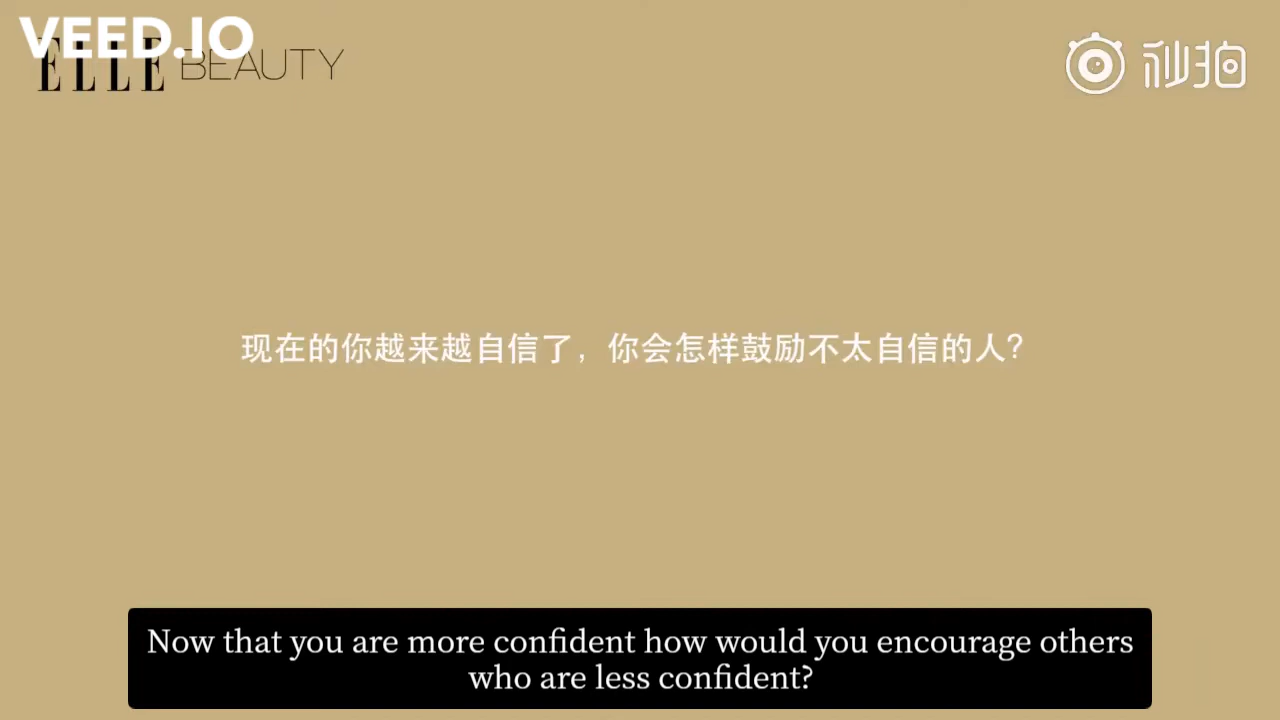 VEED.IO
ELLE BEAUTY
秒拍
现在的你越来越自信了，你会怎样鼓励不太自信的人？
Now that you are more confident how would you encourage others
who are less confident?